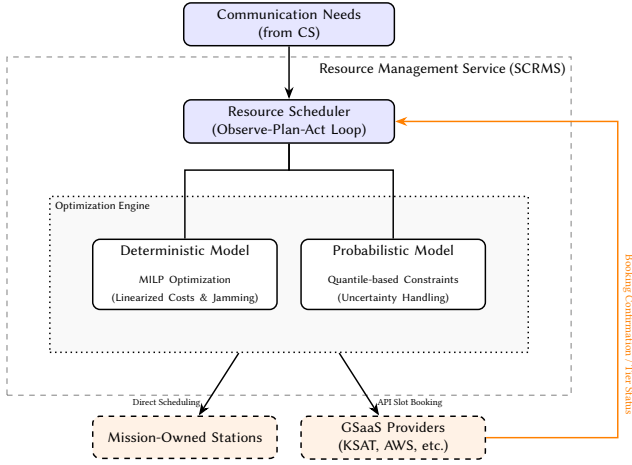 Communication Needs
(from CS)
Resource Management Service (SCRMS)
Resource Scheduler
(Observe-Plan-Act Loop)
Optimization Engine
Deterministic Model
MILP Optimization
(Linearized Costs & Jamming)
Probabilistic Model
Quantile-based Constraints
(Uncertainty Handling)
Booking Confirmation / Tier Status
Direct Scheduling
API Slot Booking
Mission-Owned Stations
GSaaS Providers
(KSAT, AWS, etc.)